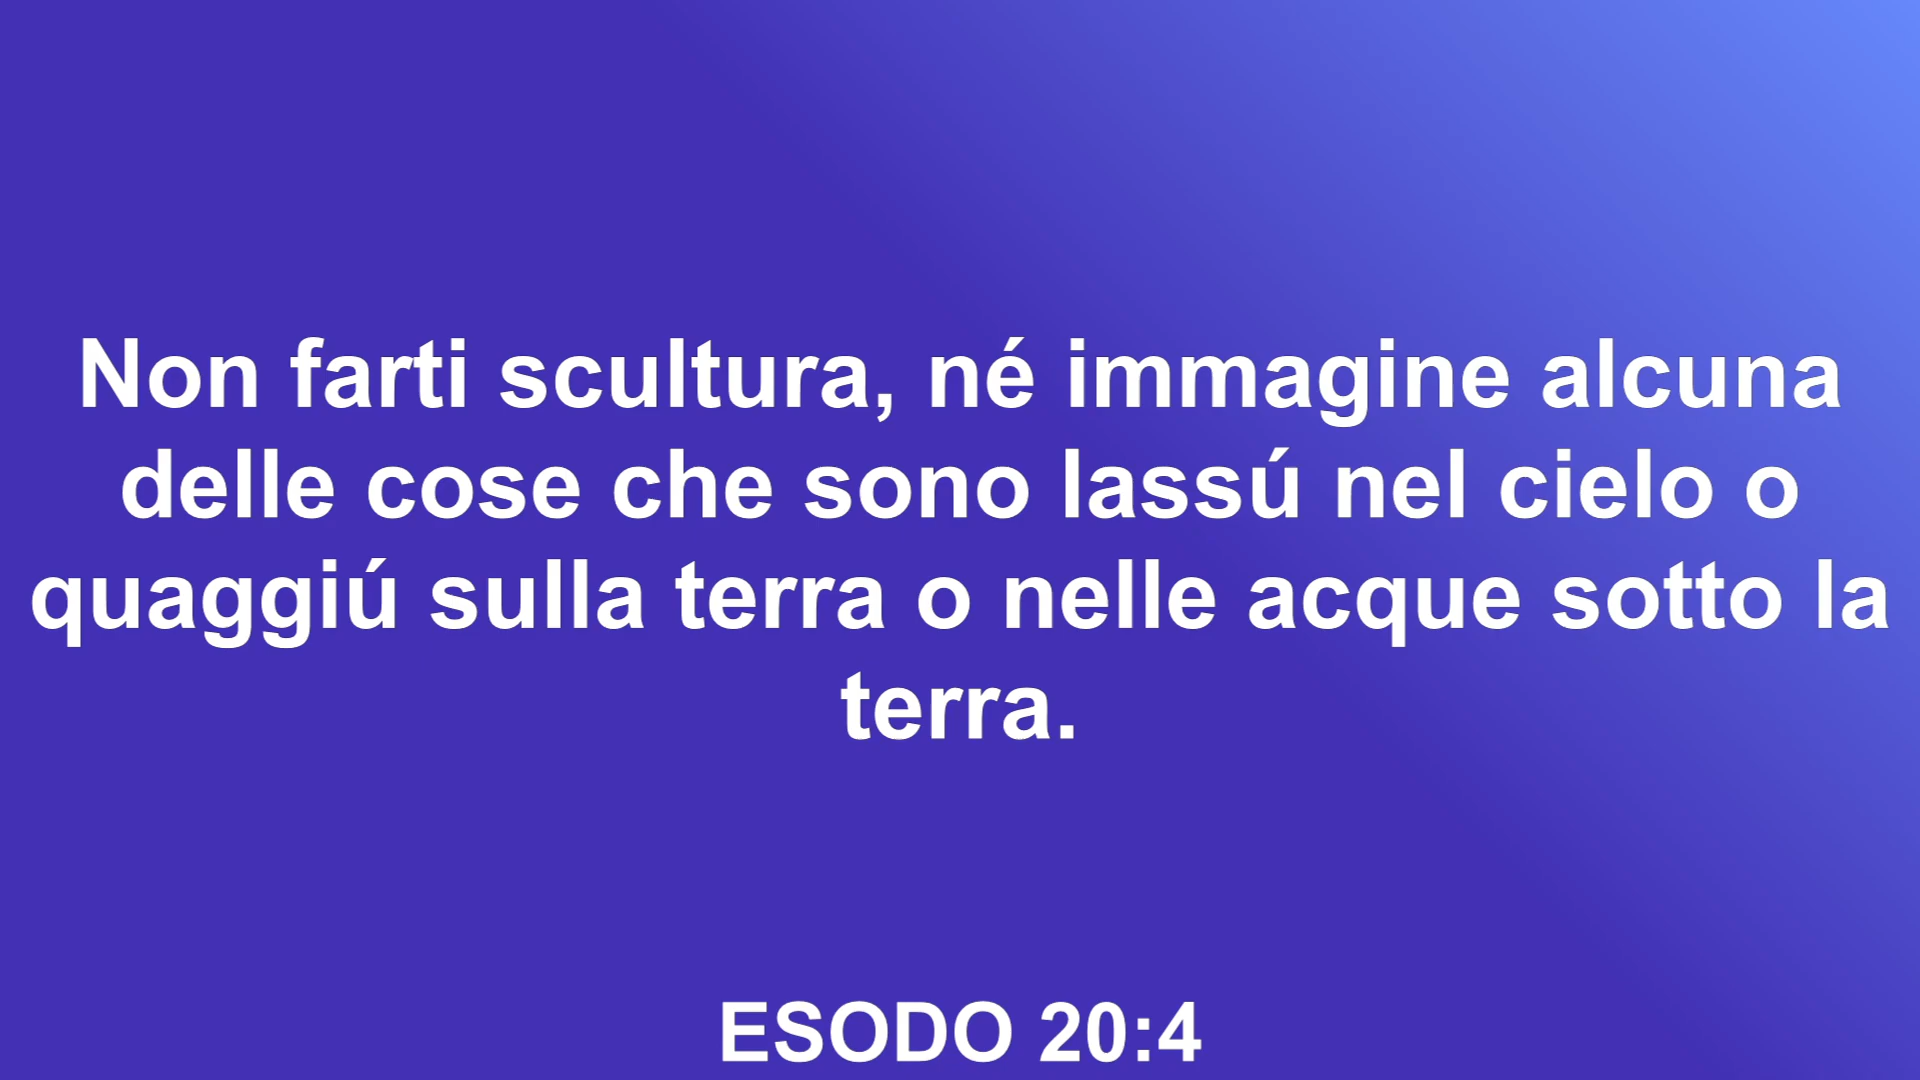 Non farti scultura, né immagine alcuna
delle cose che sono lassú nel cielo o
quaggiú sulla terra o nelle acque sotto la
terra.
ESODO 20:4